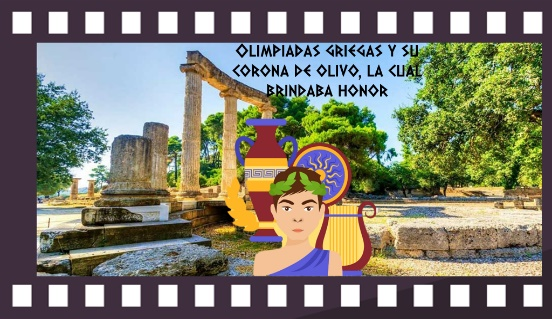 OLIMPIADAS GRIEGAS Y SU
CORONA DE OLIVO, LA CUAL
BRINDABA HONOR